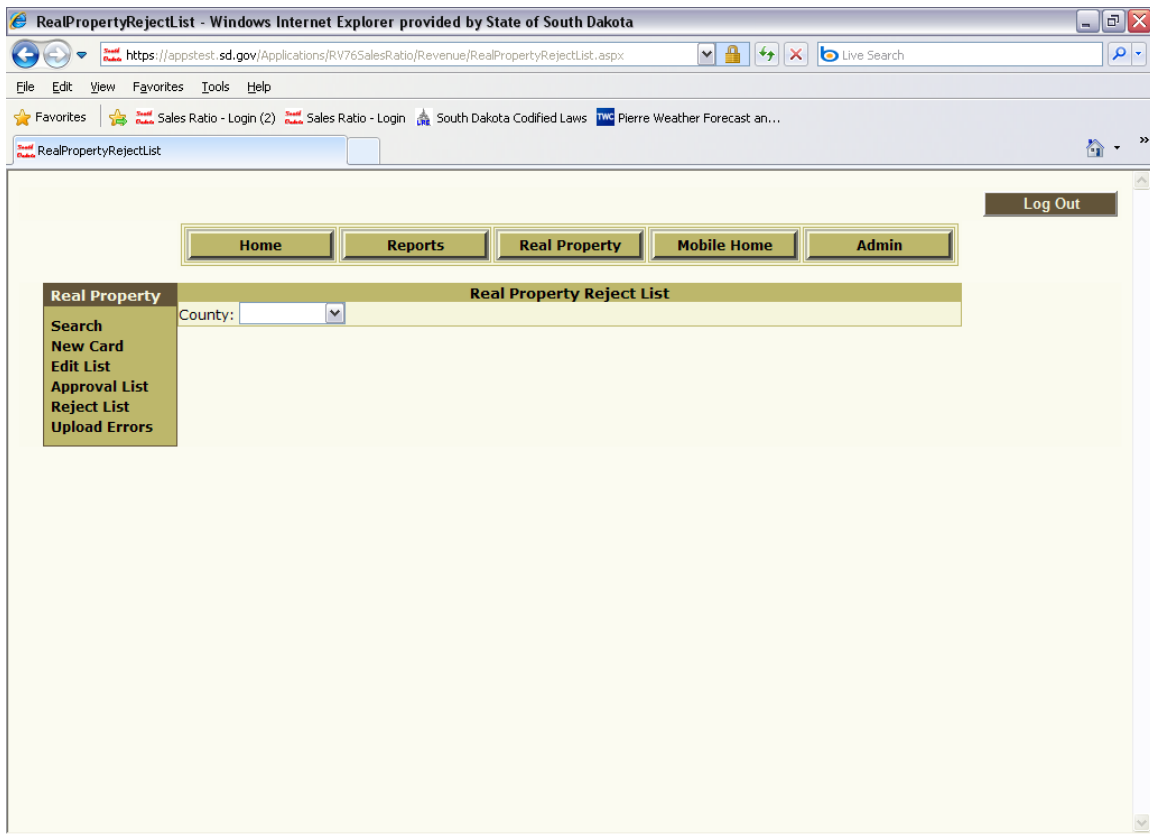 RealPropertyRejectList - Windows Internet Explorer provided by State of South Dakota
https://appstest.sd.gov/Applications/RV76SalesRatio/Revenue/RealPropertyRejectList.aspx Live Search
File Edit View Favorites Tools Help
Favorites Sales Ratio - Login (2) Sales Ratio - Login South Dakota Codified Laws TWC Pierre Weather Forecast an...
RealPropertyRejectList
Log Out
Home Reports Real Property Mobile Home Admin
Real Property Real Property Reject List
County:
Search
New Card
Edit List
Approval List
Reject List
Upload Errors